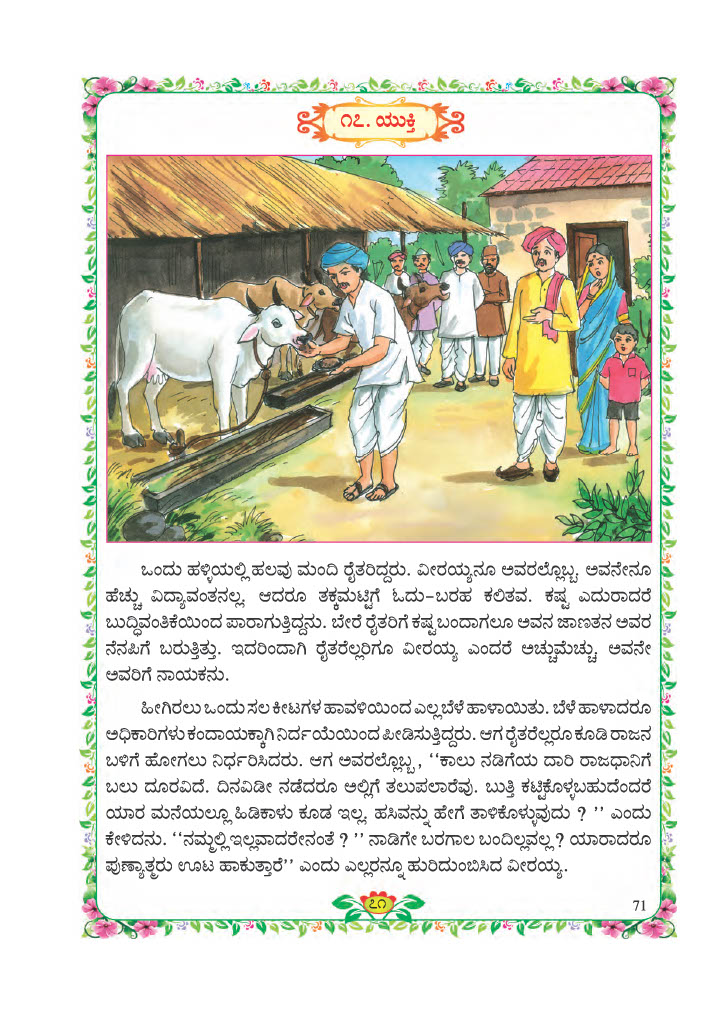 ೧೭. ಯುಕ್ತಿ
ಒಂದು ಹಳ್ಳಿಯಲ್ಲಿ ಹಲವು ಮಂದಿ ರೈತರಿದ್ದರು. ವೀರಯ್ಯನೂ ಅವರಲ್ಲೊಬ್ಬ. ಅವನೇನೂ
ಹೆಚ್ಚು ವಿದ್ಯಾವಂತನಲ್ಲ. ಆದರೂ ತಕ್ಕಮಟ್ಟಿಗೆ ಓದು-ಬರಹ ಕಲಿತವ. ಕಷ್ಟ ಎದುರಾದರೆ
ಬುದ್ಧಿವಂತಿಕೆಯಿಂದ ಪಾರಾಗುತ್ತಿದ್ದನು. ಬೇರೆ ರೈತರಿಗೆ ಕಷ್ಟ ಬಂದಾಗಲೂ ಅವನ ಜಾಣತನ ಅವರ
ನೆನಪಿಗೆ ಬರುತ್ತಿತ್ತು. ಇದರಿಂದಾಗಿ ರೈತರೆಲ್ಲರಿಗೂ ವೀರಯ್ಯ ಎಂದರೆ ಅಚ್ಚುಮೆಚ್ಚು. ಅವನೇ
ಅವರಿಗೆ ನಾಯಕನು.
ಹೀಗಿರಲು ಒಂದು ಸಲ ಕೀಟಗಳ ಹಾವಳಿಯಿಂದ ಎಲ್ಲ ಬೆಳೆ ಹಾಳಾಯಿತು. ಬೆಳೆ ಹಾಳಾದರೂ
ಅಧಿಕಾರಿಗಳು ಕಂದಾಯಕ್ಕಾಗಿ ನಿರ್ದಯೆಯಿಂದ ಪೀಡಿಸುತ್ತಿದ್ದರು. ಆಗ ರೈತರೆಲ್ಲರೂ ಕೂಡಿ ರಾಜನ
ಬಳಿಗೆ ಹೋಗಲು ನಿರ್ಧರಿಸಿದರು. ಆಗ ಅವರಲ್ಲೊಬ್ಬ, ‘‘ಕಾಲು ನಡಿಗೆಯ ದಾರಿ ರಾಜಧಾನಿಗೆ
ಬಲು ದೂರವಿದೆ. ದಿನವಿಡೀ ನಡೆದರೂ ಅಲ್ಲಿಗೆ ತಲುಪಲಾರೆವು. ಬುತ್ತಿ ಕಟ್ಟಿಕೊಳ್ಳಬಹುದೆಂದರೆ
ಯಾರ ಮನೆಯಲ್ಲೂ ಹಿಡಿಕಾಳು ಕೂಡ ಇಲ್ಲ. ಹಸಿವನ್ನು ಹೇಗೆ ತಾಳಿಕೊಳ್ಳುವುದು ? ’’ ಎಂದು
ಕೇಳಿದನು. ‘‘ನಮ್ಮಲ್ಲಿ ಇಲ್ಲವಾದರೇನಂತೆ ? ’’ ನಾಡಿಗೇ ಬರಗಾಲ ಬಂದಿಲ್ಲವಲ್ಲ ? ಯಾರಾದರೂ
ಪುಣ್ಯಾತ್ಮರು ಊಟ ಹಾಕುತ್ತಾರೆ’’ ಎಂದು ಎಲ್ಲರನ್ನೂ ಹುರಿದುಂಬಿಸಿದ ವೀರಯ್ಯ.
೭೧
71